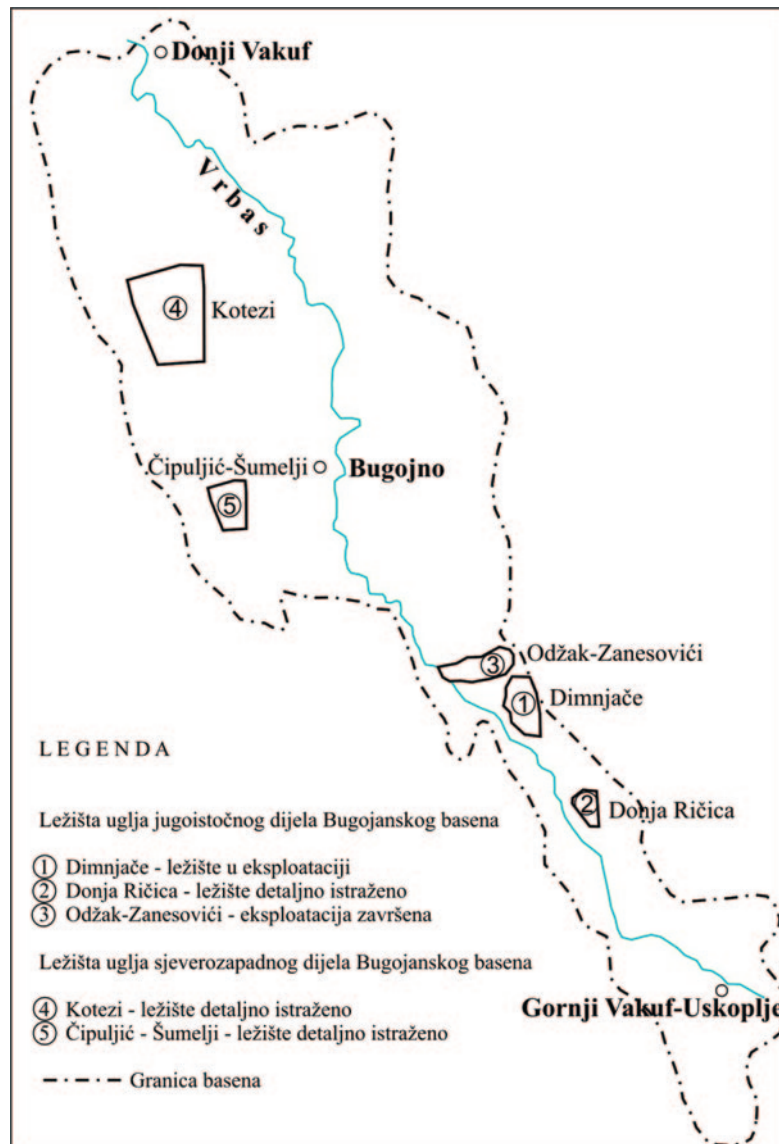 Donji Vakuf
Vrbas
④ Kotezi
Čipuljić-Šumelji
Bugojno
⑤
③ Odžak-Zanesovići
① Dimnjače
② Donja Ričica
Gornji Vakuf-Uskoplje
LEGENDA
Ležišta uglja jugoistočnog dijela Bugojanskog basena
① Dimnjače - ležište u eksploataciji
② Donja Ričica - ležište detaljno istraženo
③ Odžak-Zanesovići - eksploatacija završena
Ležišta uglja sjeverozapadnog dijela Bugojanskog basena
④ Kotezi - ležište detaljno istraženo
⑤ Čipuljić - Šumelji - ležište detaljno istraženo
Granica basena